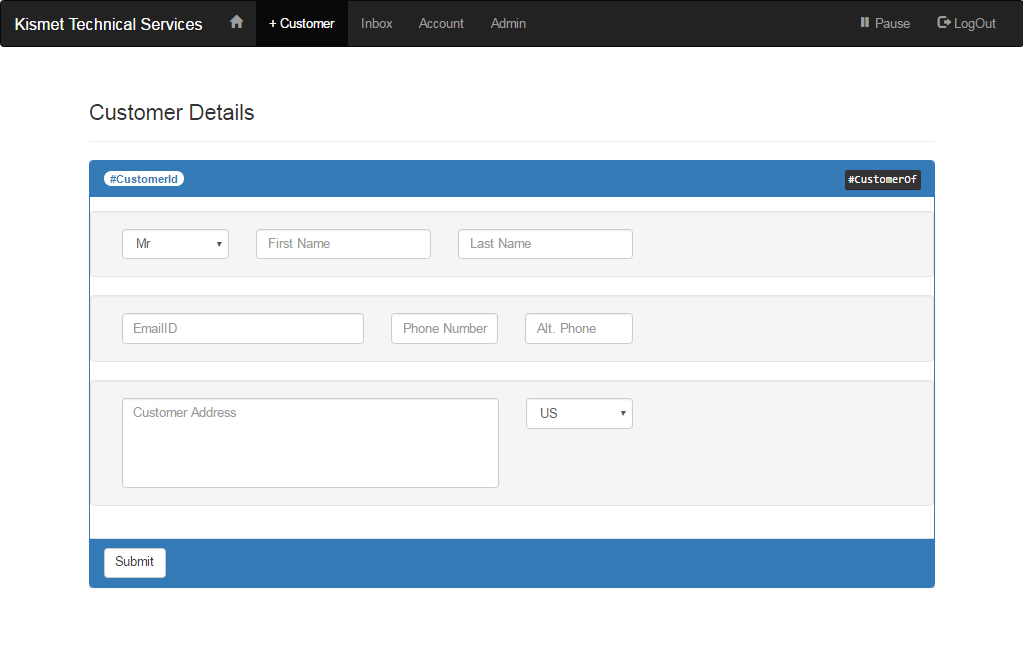 Kismet Technical Services + Customer Inbox Account Admin Pause LogOut
Customer Details
#CustomerId #CustomerOf
Mr First Name Last Name
EmailID Phone Number Alt. Phone
Customer Address US
Submit